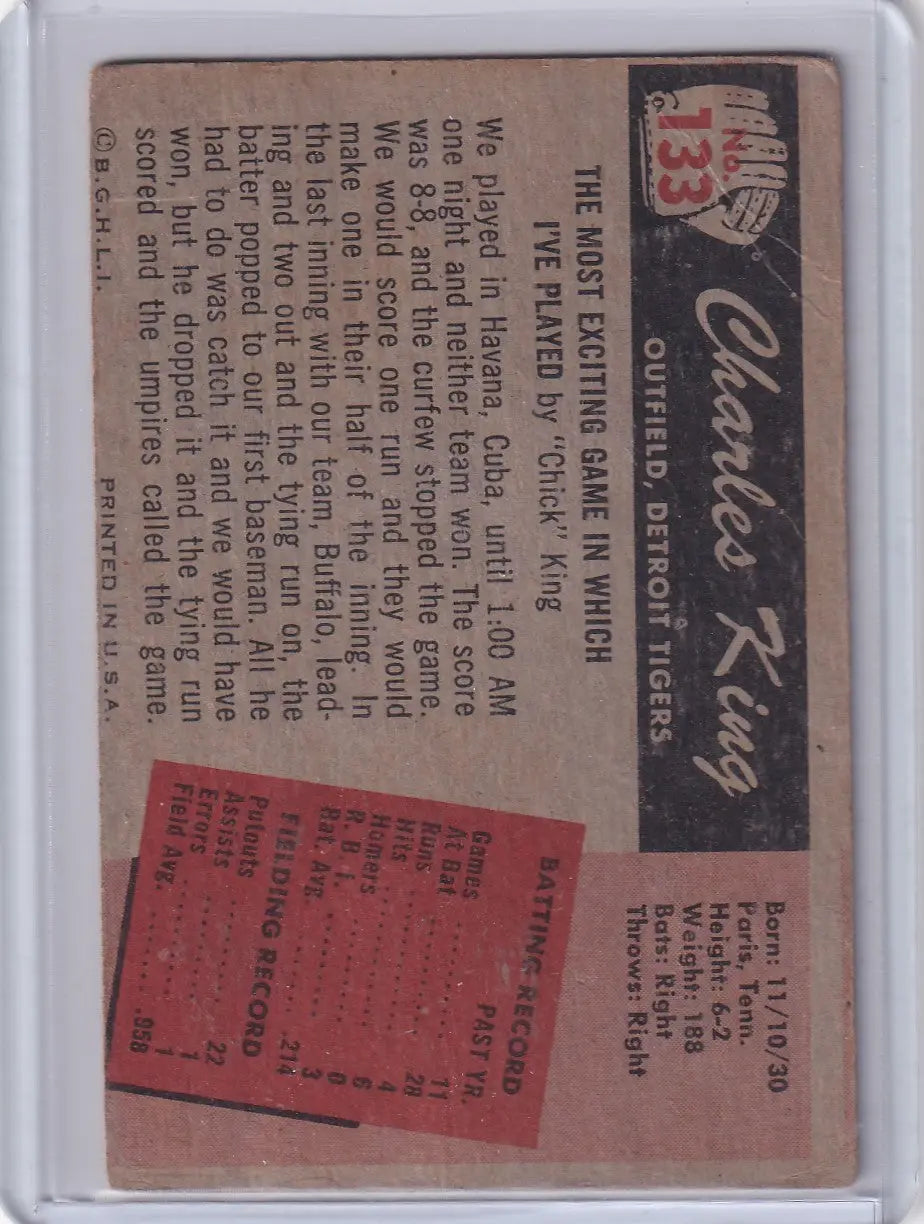 No.
133
Charles King
OUTFIELD, DETROIT TIGERS
Born: 11/10/30
Paris, Tenn.
Height: 6-2
Weight: 188
Bats: Right
Throws: Right
THE MOST EXCITING GAME IN WHICH
I'VE PLAYED by "Chick" King
We played in Havana, Cuba, until 1:00 AM
one night and neither team won. The score
was 8-8, and the curfew stopped the game.
We would score one run and they would
make one in their half of the inning. In
the last inning with our team, Buffalo, lead-
ing and two out and the tying run on, the
batter popped to our first baseman. All he
had to do was catch it and we would have
won, but he dropped it and the tying run
scored and the umpires called the game.
© B.G.H.L.I.
PRINTED IN U.S.A.
BATTING RECORD
PAST YR.
Games ........ 11
At Bat ........ 28
Runs ........ 4
Hits ........ 6
Homers ........ 0
R. B. I. ........ 3
Bat. Avg. ..... .214
FIELDING RECORD
Putouts ........ 22
Assists ........ 1
Errors ........ 1
Field Avg. ....... .958